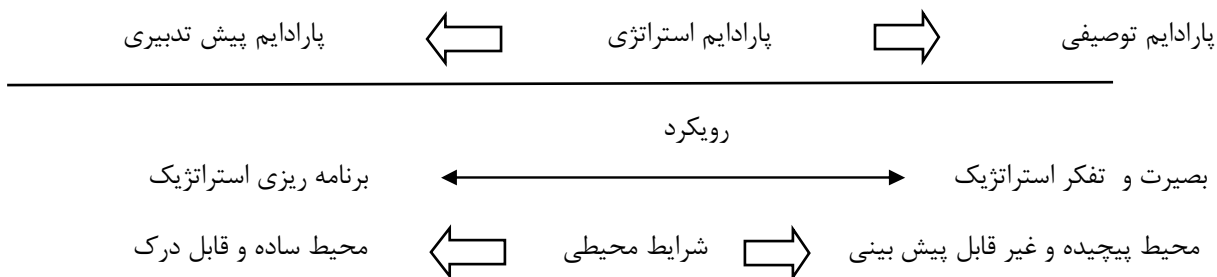 پارادایم توصیفی پارادایم استراتژی پارادایم پیش تدبیری
رویکرد
بصیرت و تفکر استراتژیک برنامه ریزی استراتژیک
محیط پیچیده و غیر قابل پیش بینی شرایط محیطی محیط ساده و قابل درک